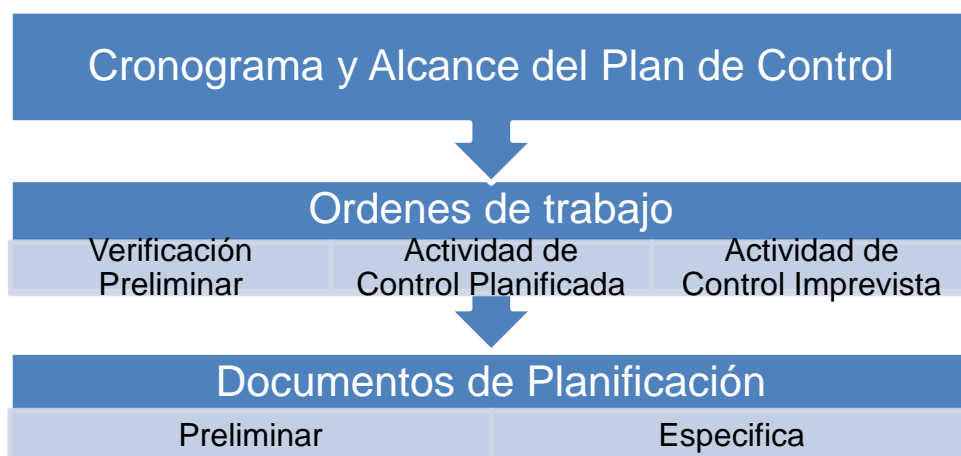 Cronograma y Alcance del Plan de Control
Ordenes de trabajo
Verificación
Preliminar
Actividad de
Control Planificada
Actividad de
Control Imprevista
Documentos de Planificación
Preliminar
Especifica